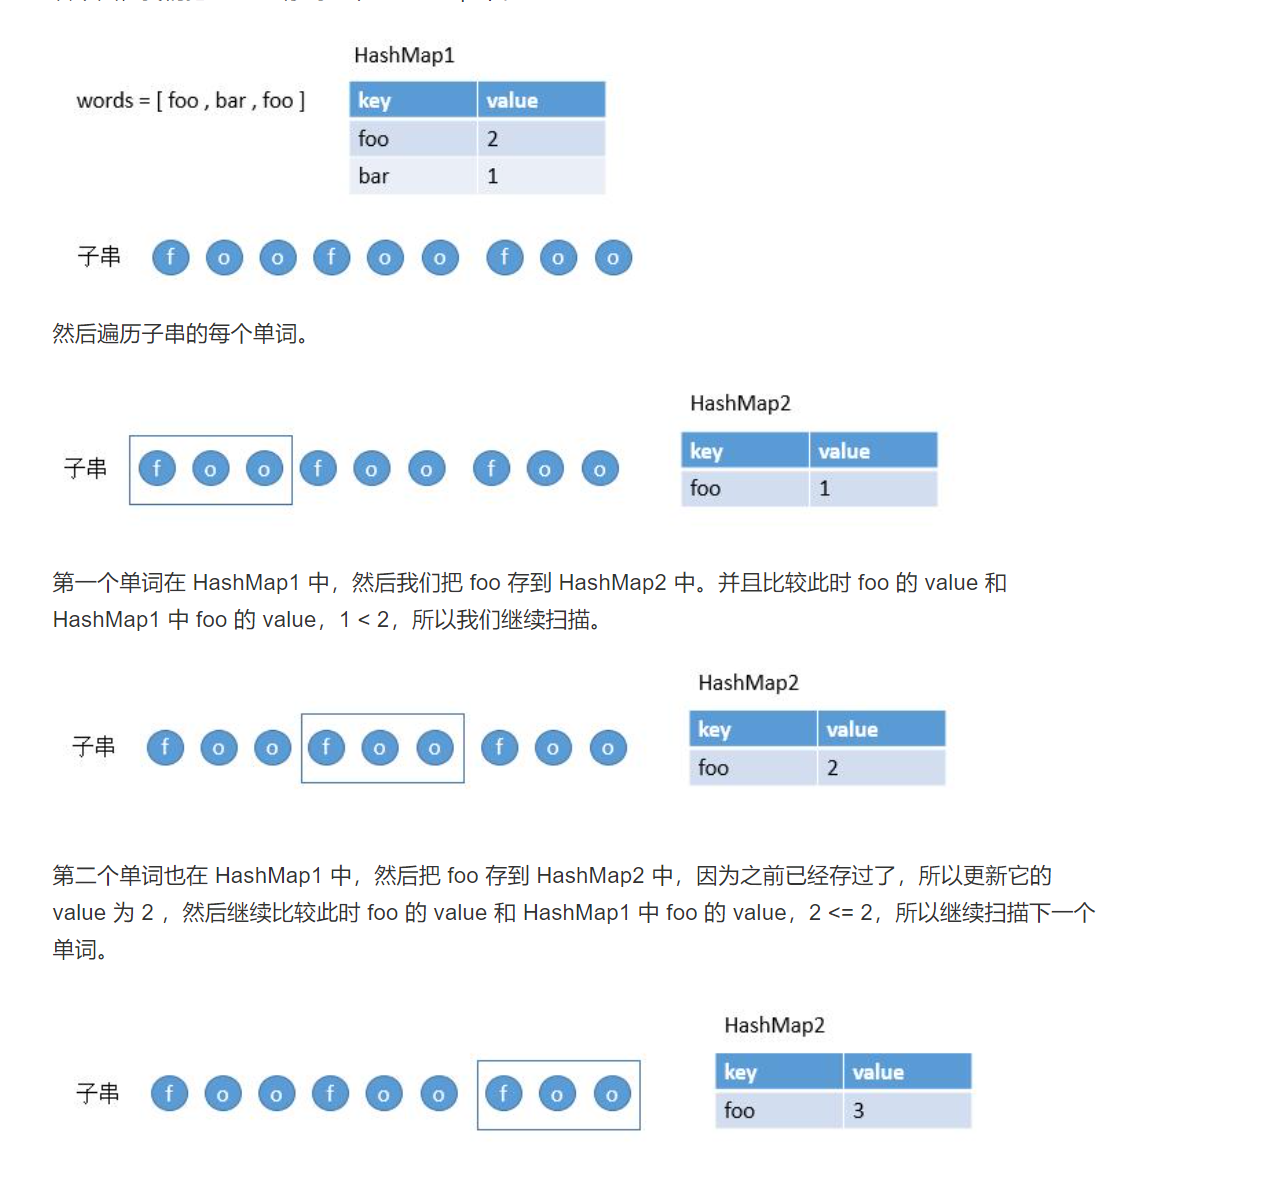 HashMap1
words = [ foo , bar , foo ]
key value
foo 2
bar 1
子串 f o o f o o f o o
然后遍历子串的每个单词。
HashMap2
key value
子串 f o o f o o f o o
foo 1
第一个单词在 HashMap1 中，然后我们把 foo 存到 HashMap2 中。并且比较此时 foo 的 value 和
HashMap1 中 foo 的 value，1 < 2，所以我们继续扫描。
HashMap2
key value
子串 f o o f o o f o o
foo 2
第二个单词也在 HashMap1 中，然后把 foo 存到 HashMap2 中，因为之前已经存过了，所以更新它的
value 为 2 ，然后继续比较此时 foo 的 value 和 HashMap1 中 foo 的 value，2 <= 2，所以继续扫描下一个
单词。
HashMap2
key value
子串 f o o f o o f o o
foo 3